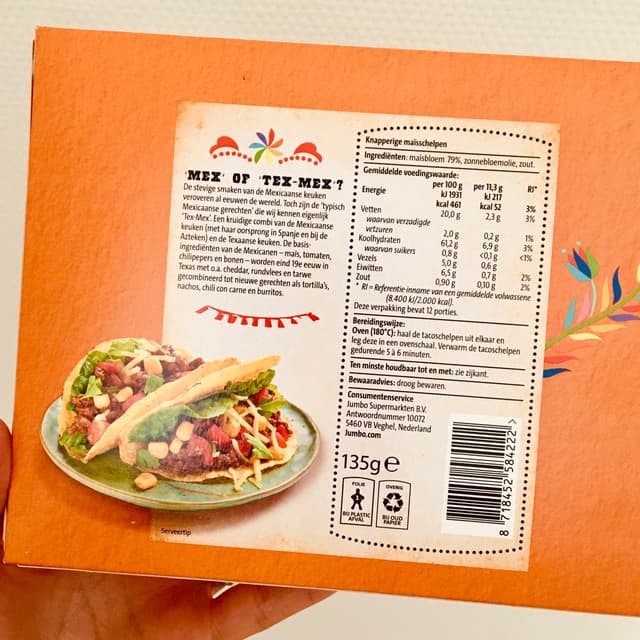 'MEX' OF 'TEX-MEX'?
De stevige smaken van de Mexicaanse keuken
veroveren al eeuwen de wereld. Toch zijn de 'typisch
Mexicaanse gerechten' die wij kennen eigenlijk
'Tex-Mex'. Een kruidige combi van de Mexicaanse
keuken (met haar oorsprong in Spanje en bij de
Azteken) en de Texaanse keuken. De basis-
ingrediënten van de Mexicanen – maïs, tomaten,
chilipepers en bonen – worden eind 19e eeuw in
Texas met o.a. cheddar, rundvlees en tarwe
gecombineerd tot nieuwe gerechten als tortilla's,
nachos, chili con carne en burritos.
Serveertip
Knapperige maïsschelpen
Ingrediënten: maïsbloem 79%, zonnebloemolie, zout.
Gemiddelde voedingswaarde:
per 100 g per 11,3 g RI*
Energie kJ 1931 kJ 217
kcal 461 kcal 52 3%
Vetten 20,0 g 2,3 g 3%
waarvan verzadigde
vetzuren 2,0 g 0,2 g 1%
Koolhydraten 61,2 g 6,9 g 3%
waarvan suikers 0,8 g <0,1 g <1%
Vezels 5,0 g 0,6 g
Eiwitten 6,5 g 0,7 g 2%
Zout 0,90 g 0,10 g 2%
* RI = Referentie-inname van een gemiddelde volwassene
(8.400 kJ/2.000 kcal).
Deze verpakking bevat 12 porties.
Bereidingswijze:
Oven (180°C): haal de tacoschelpen uit elkaar en
leg deze in een ovenschaal. Verwarm de tacoschelpen
gedurende 5 à 6 minuten.
Ten minste houdbaar tot en met: zie zijkant.
Bewaaradvies: droog bewaren.
Consumentenservice
Jumbo Supermarkten B.V.
Antwoordnummer 10072
5460 VB Veghel, Nederland
Jumbo.com
135g e
FOLIE
BIJ PLASTIC
AFVAL
OVERIG
BIJ OUD
PAPIER
8 718452 584222 >